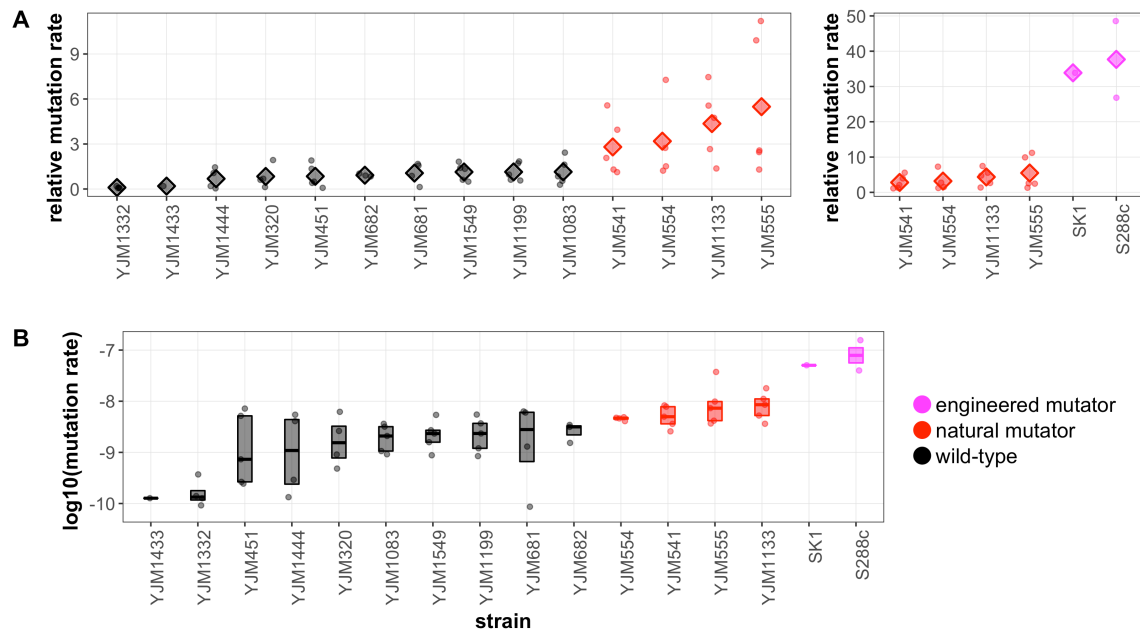 A
relative mutation rate
9
6
3
0
YJM1332
YJM1433
YJM1444
YJM320
YJM451
YJM682
YJM681
YJM1549
YJM1199
YJM1083
YJM541
YJM554
YJM1133
YJM555
relative mutation rate
50
40
30
20
10
0
YJM541
YJM554
YJM1133
YJM555
SK1
S288c
B
log10(mutation rate)
-7
-8
-9
-10
YJM1433
YJM1332
YJM451
YJM1444
YJM320
YJM1083
YJM1549
YJM1199
YJM681
YJM682
YJM554
YJM541
YJM555
YJM1133
SK1
S288c
strain
engineered mutator
natural mutator
wild-type